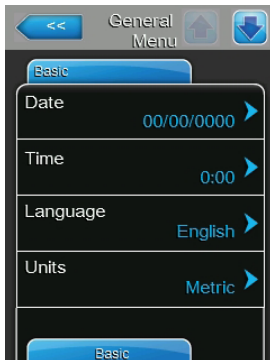 <<
General
Menu
Basic
Date
00/00/0000
Time
0:00
Language
English
Units
Metric
Basic